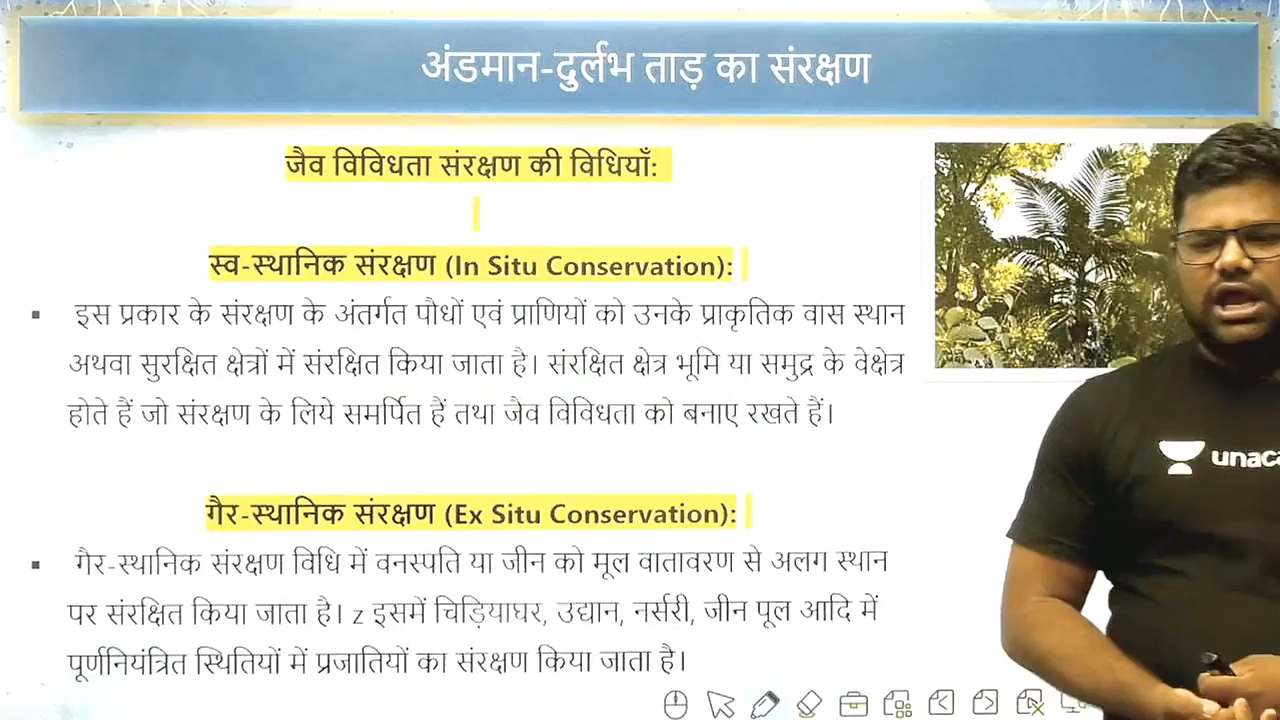 अंडमान-दुर्लभ ताड़ का संरक्षण
जैव विविधता संरक्षण की विधियाँ:
स्व-स्थानिक संरक्षण (In Situ Conservation):
▪ इस प्रकार के संरक्षण के अंतर्गत पौधों एवं प्राणियों को उनके प्राकृतिक वास स्थान
अथवा सुरक्षित क्षेत्रों में संरक्षित किया जाता है। संरक्षित क्षेत्र भूमि या समुद्र के वेक्षेत्र
होते हैं जो संरक्षण के लिये समर्पित हैं तथा जैव विविधता को बनाए रखते हैं।
गैर-स्थानिक संरक्षण (Ex Situ Conservation):
▪ गैर-स्थानिक संरक्षण विधि में वनस्पति या जीन को मूल वातावरण से अलग स्थान
पर संरक्षित किया जाता है। z इसमें चिड़ियाघर, उद्यान, नर्सरी, जीन पूल आदि में
पूर्णनियंत्रित स्थितियों में प्रजातियों का संरक्षण किया जाता है।
unaca